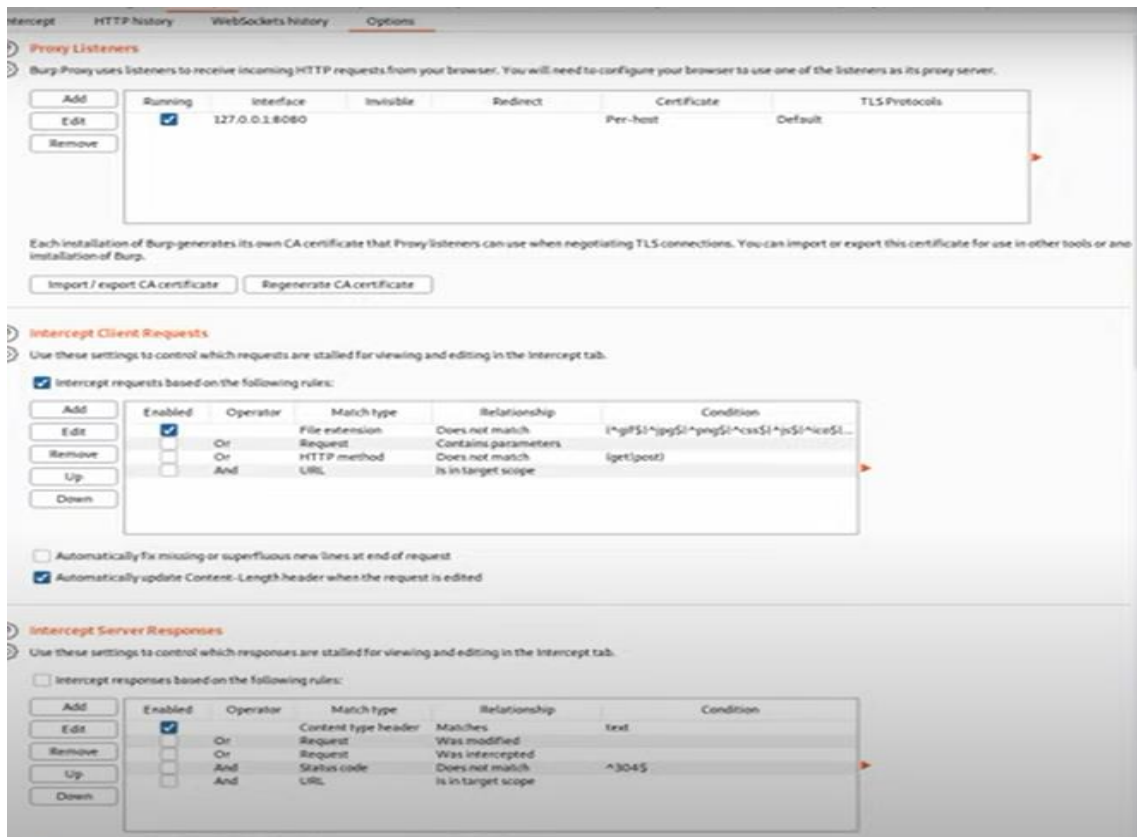 ntercept HTTP history WebSockets history Options
Proxy Listeners
Burp Proxy uses listeners to receive incoming HTTP requests from your browser. You will need to configure your browser to use one of the listeners as its proxy server.
Add
Edit
Remove
Running Interface Invisible Redirect Certificate TLS Protocols
127.0.0.1:8080 Per-host Default
Each installation of Burp generates its own CA certificate that Proxy listeners can use when negotiating TLS connections. You can import or export this certificate for use in other tools or ano
installation of Burp.
Import / export CA certificate Regenerate CA certificate
Intercept Client Requests
Use these settings to control which requests are stalled for viewing and editing in the Intercept tab.
Intercept requests based on the following rules:
Add
Edit
Remove
Up
Down
Enabled Operator Match type Relationship Condition
File extension Does not match (^gif$|^jpg$|^png$|^css$|^js$|^ico$|...
Or Request Contains parameters
Or HTTP method Does not match (get|post)
And URL Is in target scope
Automatically fix missing or superfluous new lines at end of request
Automatically update Content-Length header when the request is edited
Intercept Server Responses
Use these settings to control which responses are stalled for viewing and editing in the Intercept tab.
Intercept responses based on the following rules:
Add
Edit
Remove
Up
Down
Enabled Operator Match type Relationship Condition
Content type header Matches text
Or Request Was modified
Or Request Was intercepted
And Status code Does not match ^304$
And URL Is in target scope